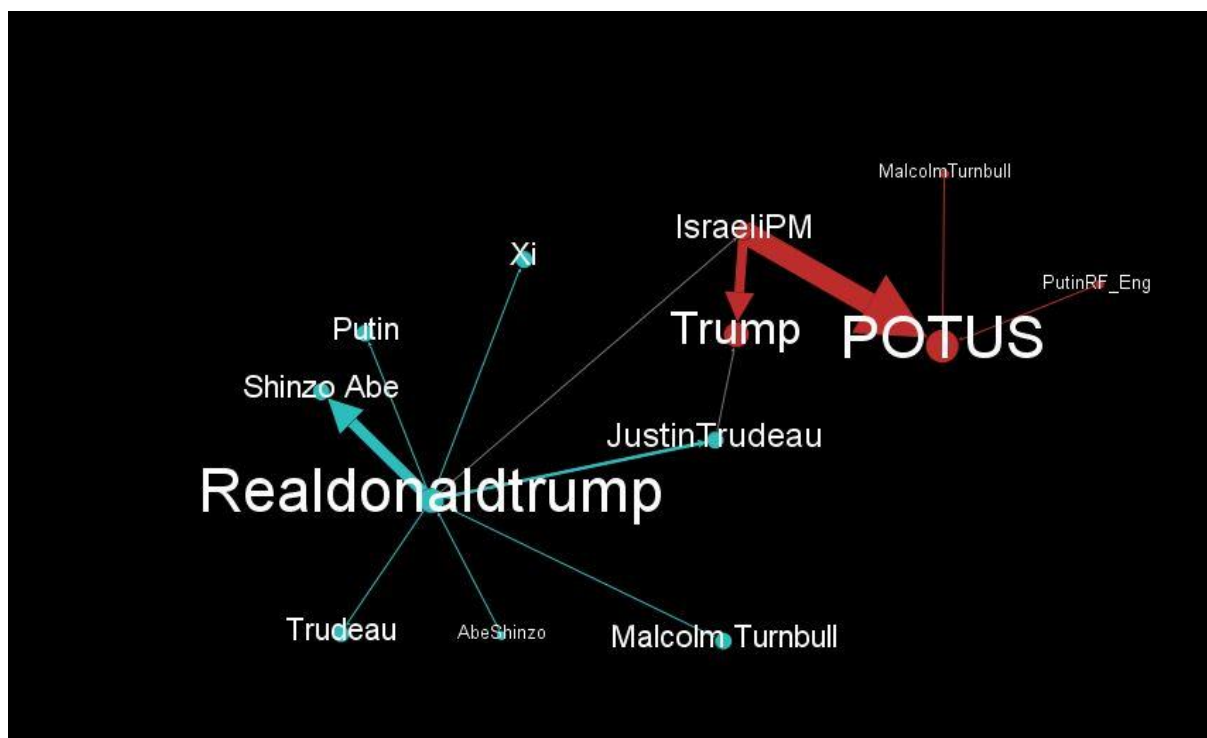 MalcolmTurnbull
IsraeliPM
Xi
PutinRF_Eng
Putin
Trump
POTUS
Shinzo Abe
JustinTrudeau
Realdonaldtrump
Trudeau
AbeShinzo
Malcolm Turnbull